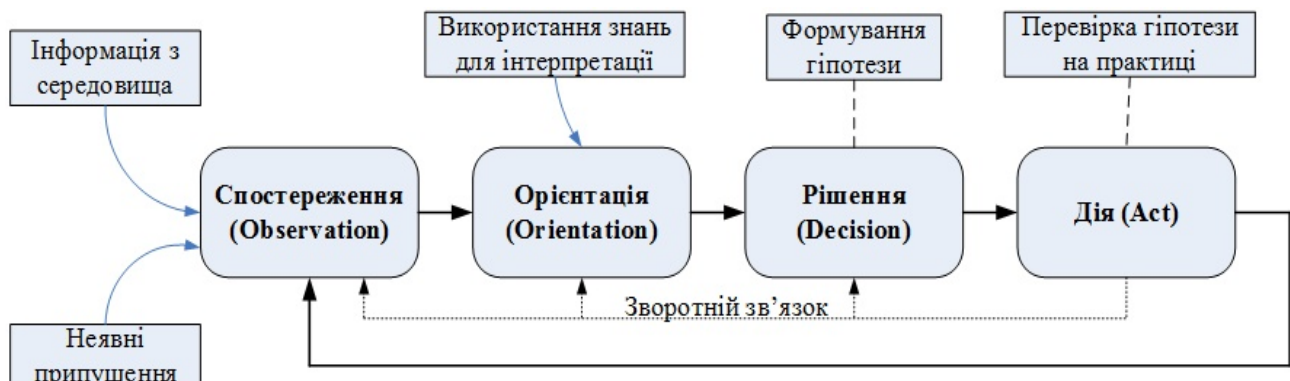 Інформація з
середовища
Використання знань
для інтерпретації
Формування
гіпотези
Перевірка гіпотези
на практиці
Спостереження
(Observation)
Орієнтація
(Orientation)
Рішення
(Decision)
Дія (Act)
Зворотній зв’язок
Неявні
припущення